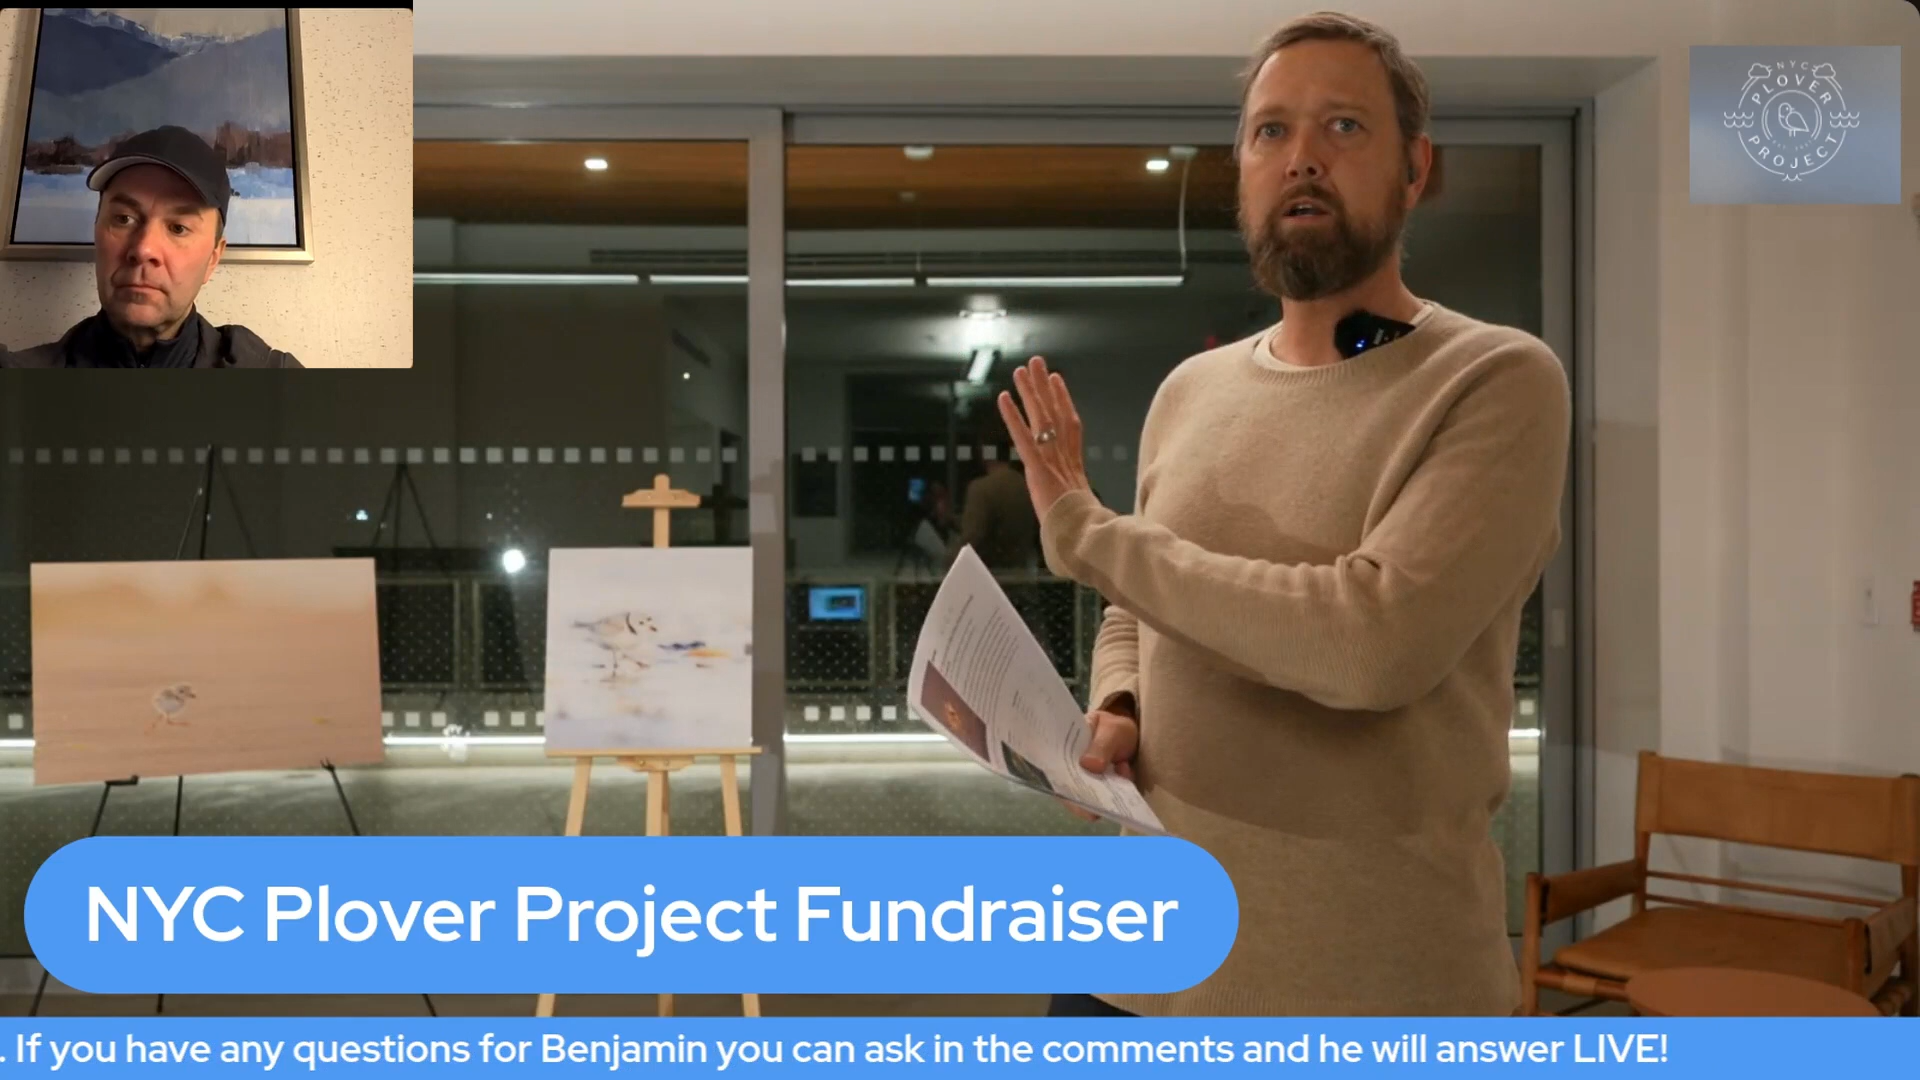 NYC
PLOVER
PROJECT
NYC Plover Project Fundraiser
. If you have any questions for Benjamin you can ask in the comments and he will answer LIVE!